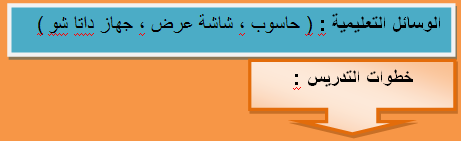 الوسائل التعليمية : ( حاسوب ، شاشة عرض ، جهاز داتا شو )
خطوات التدريس :